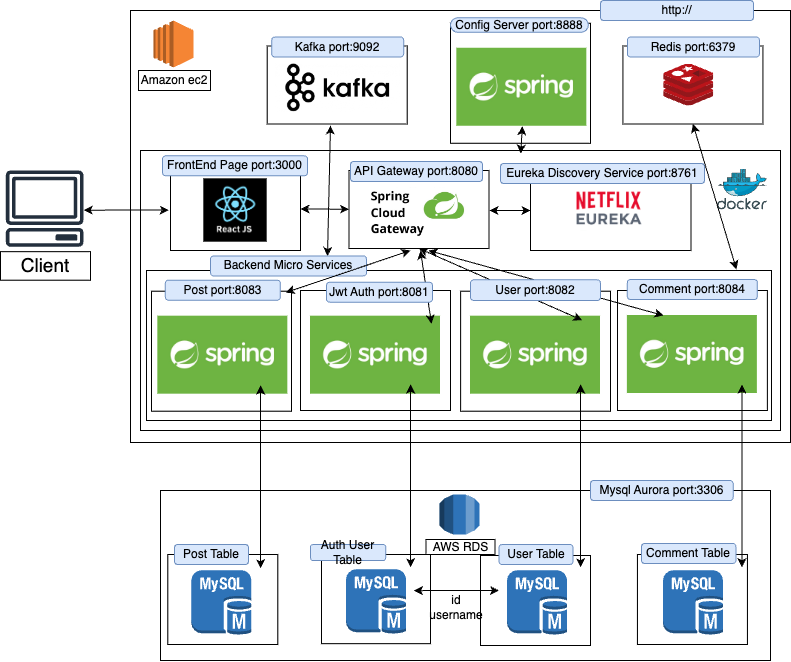 http://
Config Server port:8888
Kafka port:9092
Redis port:6379
Amazon ec2
kafka
spring
redis
FrontEnd Page port:3000
API Gateway port:8080
Eureka Discovery Service port:8761
React JS
Spring
Cloud
Gateway
NETFLIX
EUREKA
docker
Client
Backend Micro Services
Post port:8083
Jwt Auth port:8081
User port:8082
Comment port:8084
spring
spring
spring
spring
Mysql Aurora port:3306
AWS RDS
Post Table
Auth User
Table
User Table
Comment Table
MySQL
M
MySQL
M
MySQL
M
MySQL
M
id
username